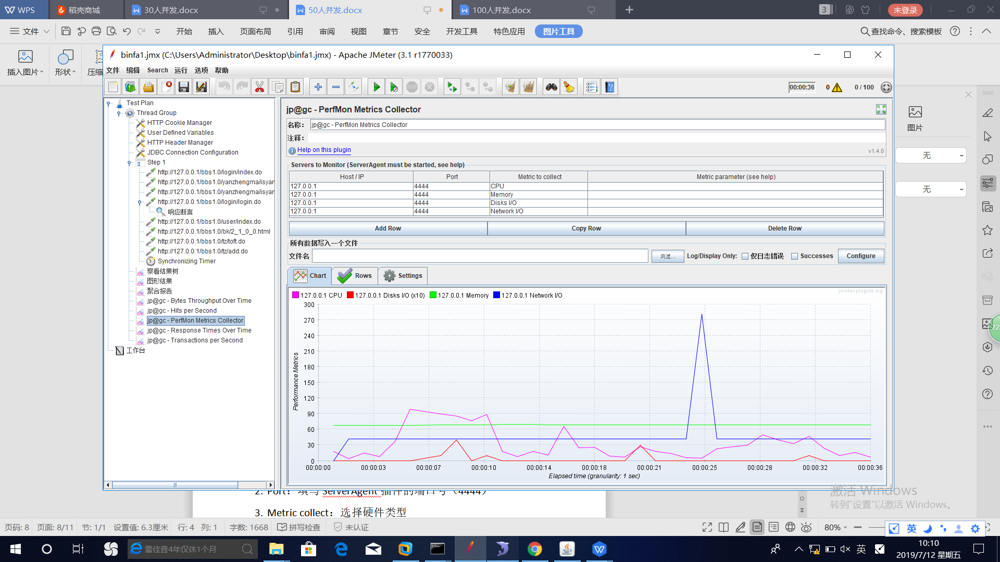 WPS
稻壳商城
30人并发.docx
50人并发.docx
100人并发.docx
3
未登录
文件
开始
插入
页面布局
引用
审阅
视图
章节
安全
开发工具
特色应用
图片工具
查找命令、搜索模板
插入图片
形状
压缩
binfa1.jmx (C:\Users\Administrator\Desktop\binfa1.jmx) - Apache JMeter (3.1 r1770033)
文件 编辑 Search 运行 选项 帮助
00:00:36
0
0 / 100
Test Plan
Thread Group
HTTP Cookie Manager
User Defined Variables
HTTP Header Manager
JDBC Connection Configuration
Step 1
http://127.0.0.1/bbs1.0/login/index.do
http://127.0.0.1/bbs1.0/yanzhengma/isyan
http://127.0.0.1/bbs1.0/yanzhengma/isyan
http://127.0.0.1/bbs1.0/login/login.do
响应断言
http://127.0.0.1/bbs1.0/user/index.do
http://127.0.0.1/bbs1.0/bk/2_1_0_0.html
http://127.0.0.1/bbs1.0/tz/toft.do
http://127.0.0.1/bbs1.0/tz/add.do
Synchronizing Timer
察看结果树
图形结果
聚合报告
jp@gc - Bytes Throughput Over Time
jp@gc - Hits per Second
jp@gc - PerfMon Metrics Collector
jp@gc - Response Times Over Time
jp@gc - Transactions per Second
工作台
jp@gc - PerfMon Metrics Collector
名称： jp@gc - PerfMon Metrics Collector
注释：
Help on this plugin
v1.4.0
Servers to Monitor (ServerAgent must be started, see help)
Host / IP Port Metric to collect Metric parameter (see help)
127.0.0.1 4444 CPU
127.0.0.1 4444 Memory
127.0.0.1 4444 Disks I/O
127.0.0.1 4444 Network I/O
Add Row Copy Row Delete Row
所有数据写入一个文件
文件名 浏览... Log/Display Only: 仅日志错误 Successes Configure
Chart Rows Settings
127.0.0.1 CPU 127.0.0.1 Disks I/O (x10) 127.0.0.1 Memory 127.0.0.1 Network I/O
jmeter-plugins.org
300
270
240
210
180
150
120
90
60
30
0
Performance Metrics
00:00:00 00:00:03 00:00:07 00:00:10 00:00:14 00:00:18 00:00:21 00:00:25 00:00:28 00:00:32 00:00:36
Elapsed time (granularity: 1 sec)
图片
无
无
72
2. Port：填写 ServerAgent 插件的端口号（4444）
3. Metric collect：选择硬件类型
激活 Windows
转到“设置”以激活 Windows。
页码: 8 页面: 8/11 节: 1/1 设置值: 6.3厘米 行: 4 列: 1 字数: 1668 拼写检查 未认证
80%
英
雷佳音4年仅休1个月
英
10:10
2019/7/12 星期五